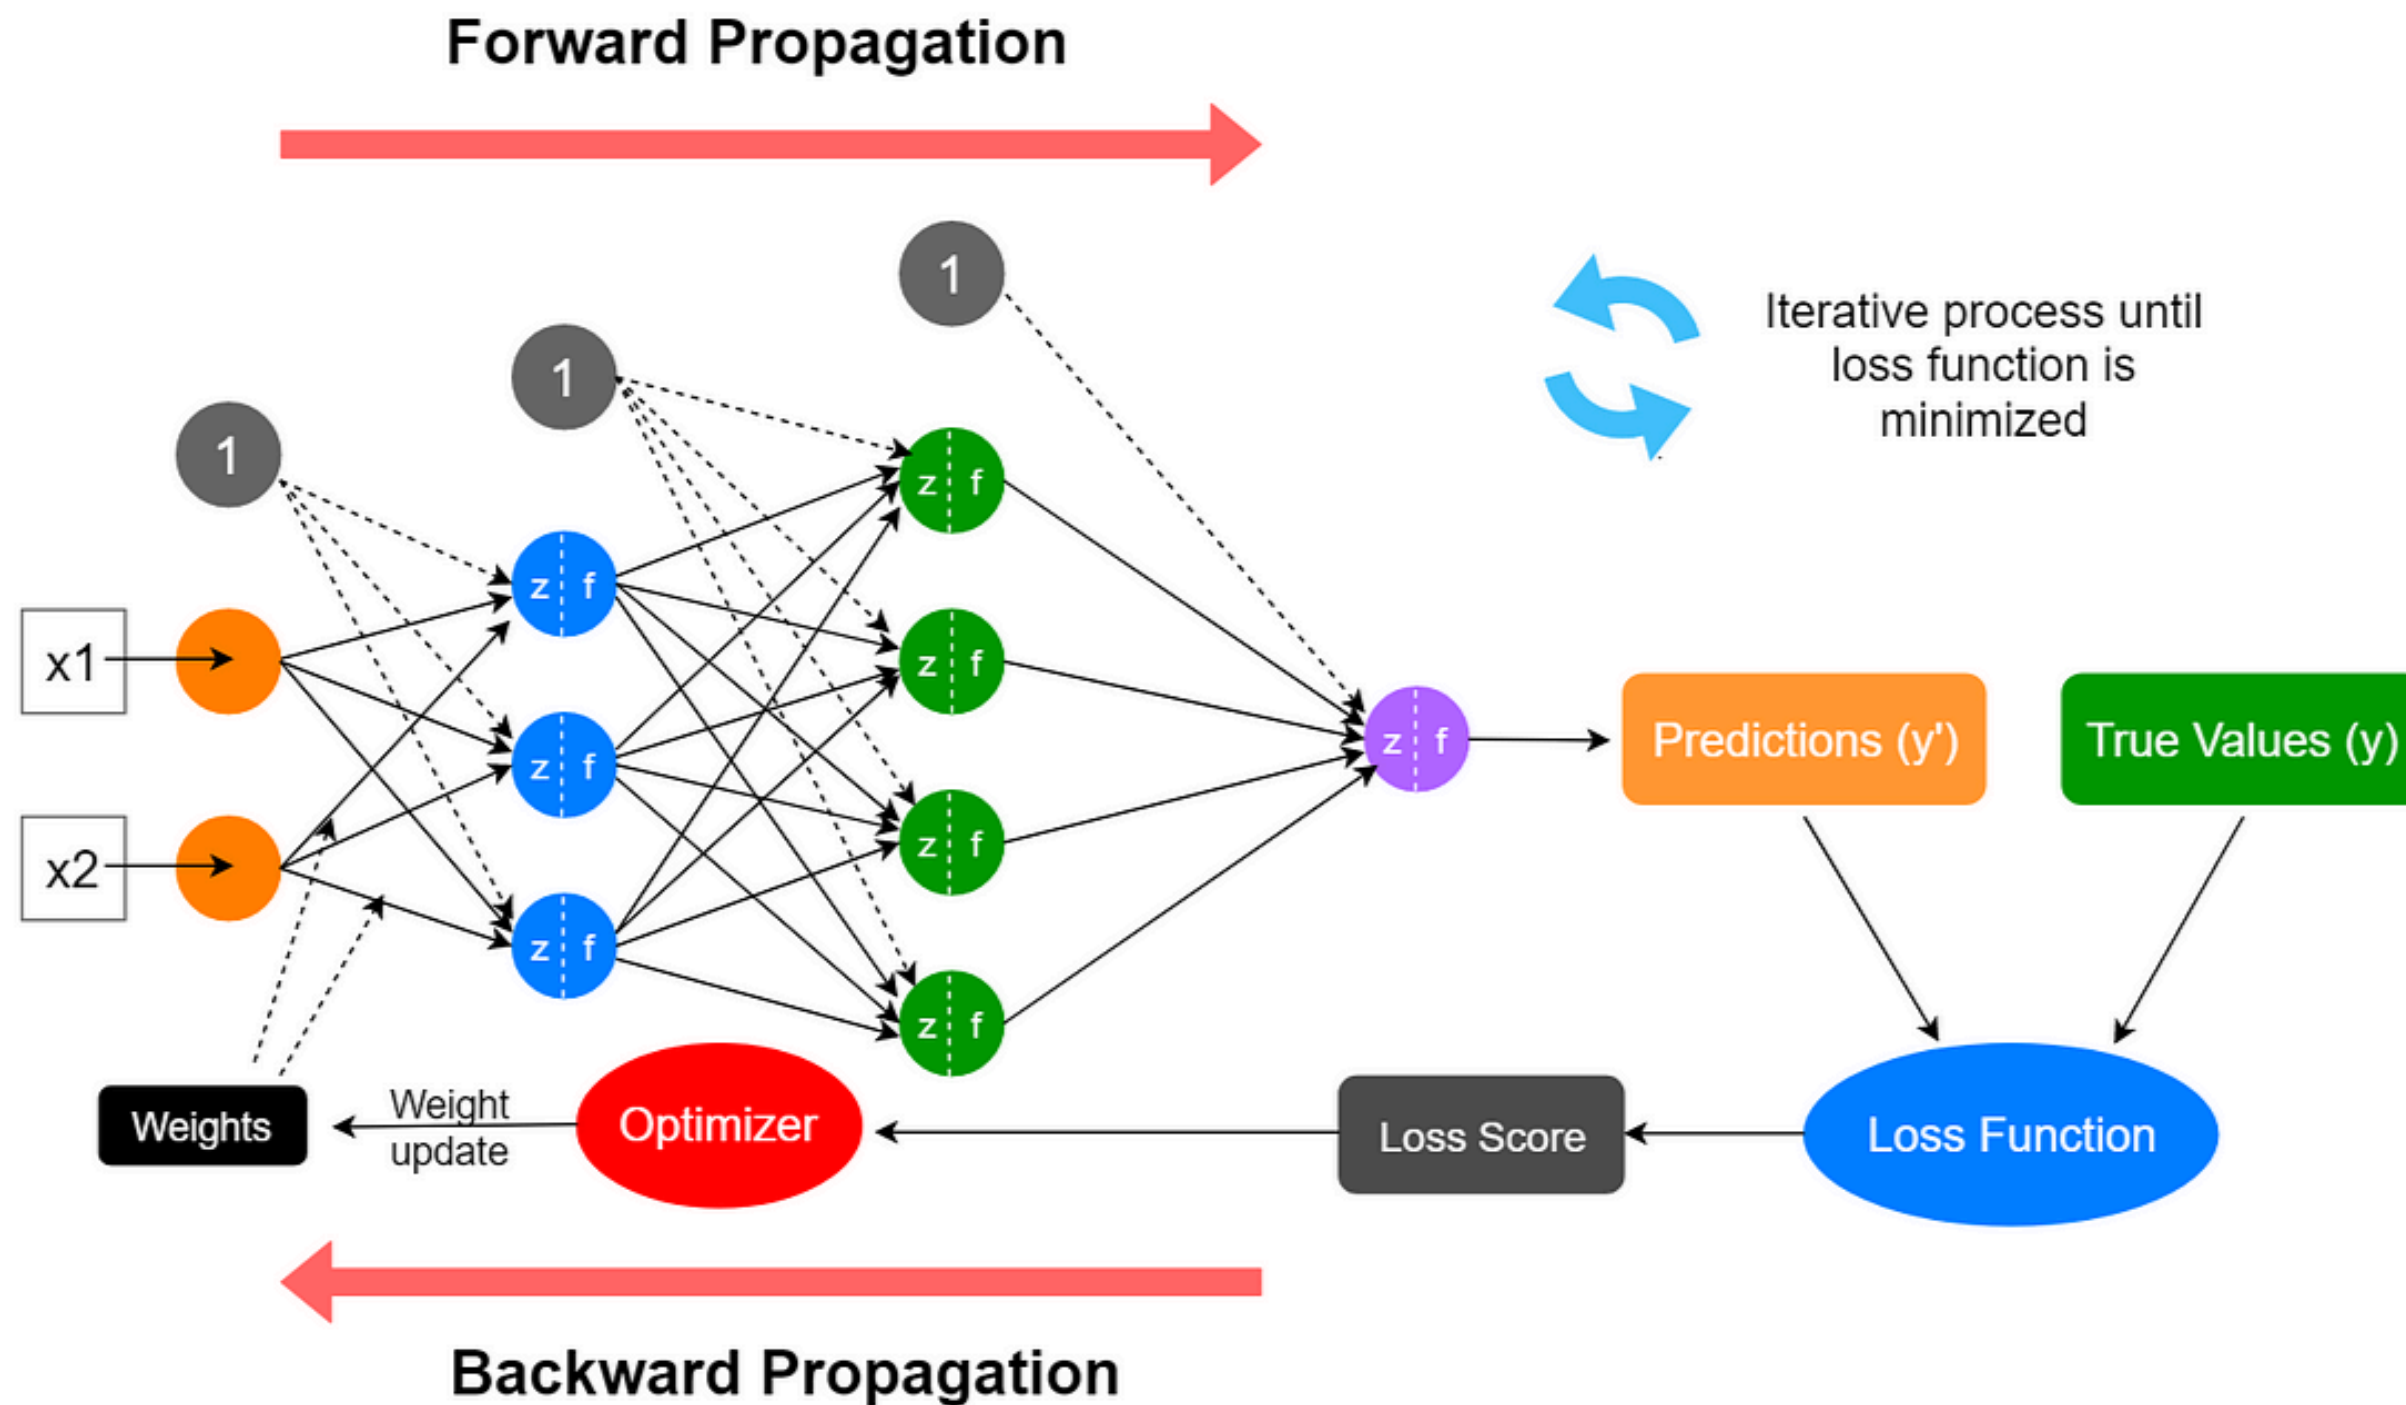 Forward Propagation
1
1
1
Iterative process until
loss function is
minimized
z f
z f
x1
z f
z f
z f
z f
Predictions (y')
True Values (y)
x2
z f
z f
Weights
Weight
update
Optimizer
Loss Score
Loss Function
Backward Propagation